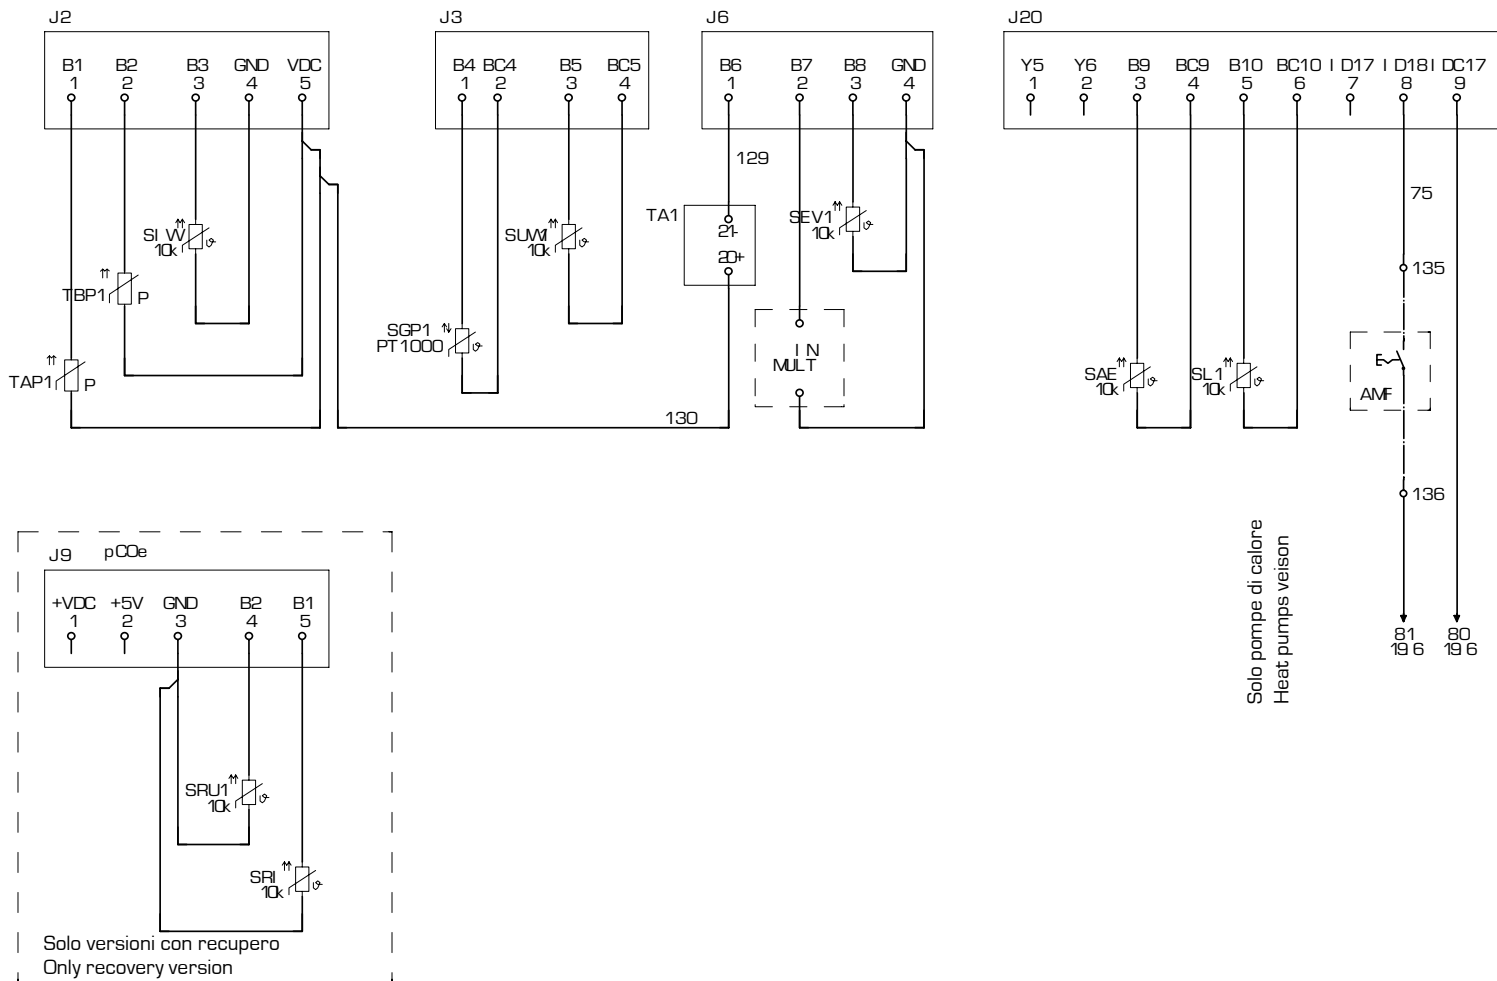 J2
B1 B2 B3 GND VDC
1 2 3 4 5
SIW
10k
TBP1 P
TAP1 P
J3
B4 BC4 B5 BC5
1 2 3 4
SUW1
10k
SGP1
PT1000
J6
B6 B7 B8 GND
1 2 3 4
129
TA1
21-
20+
SEV1
10k
IN
MULT
130
J20
Y5 Y6 B9 BC9 B10 BC10 ID17 ID18 IDC17
1 2 3 4 5 6 7 8 9
75
135
SAE
10k
SL1
10k
AMF
136
81
19.6
80
19.6
Solo pompe di calore
Heat pumps veison
J9 pCOe
+VDC +5V GND B2 B1
1 2 3 4 5
SRU1
10k
SRI
10k
Solo versioni con recupero
Only recovery version